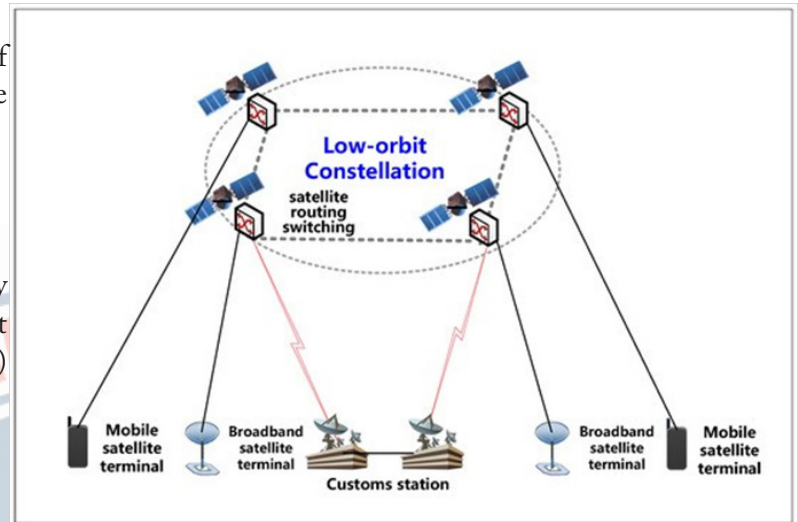 f
e
y
t
)
Low-orbit
Constellation
satellite
routing
switching
Mobile
satellite
terminal
Broadband
satellite
terminal
Customs station
Broadband
satellite
terminal
Mobile
satellite
terminal